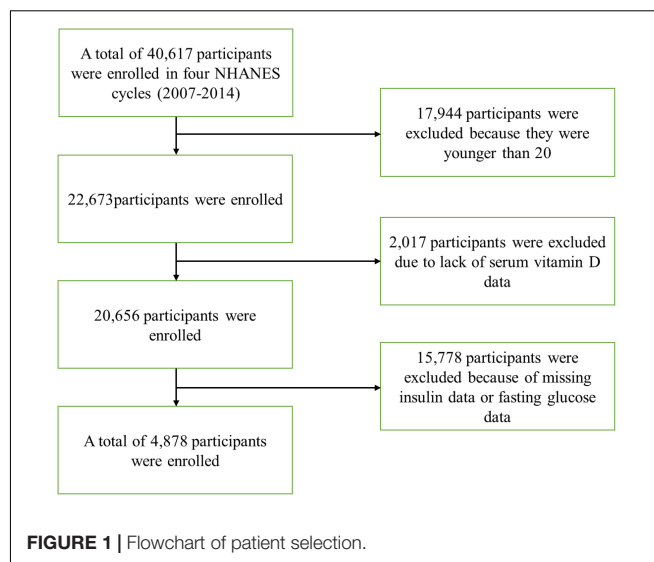 A total of 40,617 participants
were enrolled in four NHANES
cycles (2007-2014)
17,944 participants were
excluded because they were
younger than 20
22,673participants were enrolled
2,017 participants were excluded
due to lack of serum vitamin D
data
20,656 participants were
enrolled
15,778 participants were
excluded because of missing
insulin data or fasting glucose
data
A total of 4,878 participants
were enrolled
FIGURE 1 | Flowchart of patient selection.